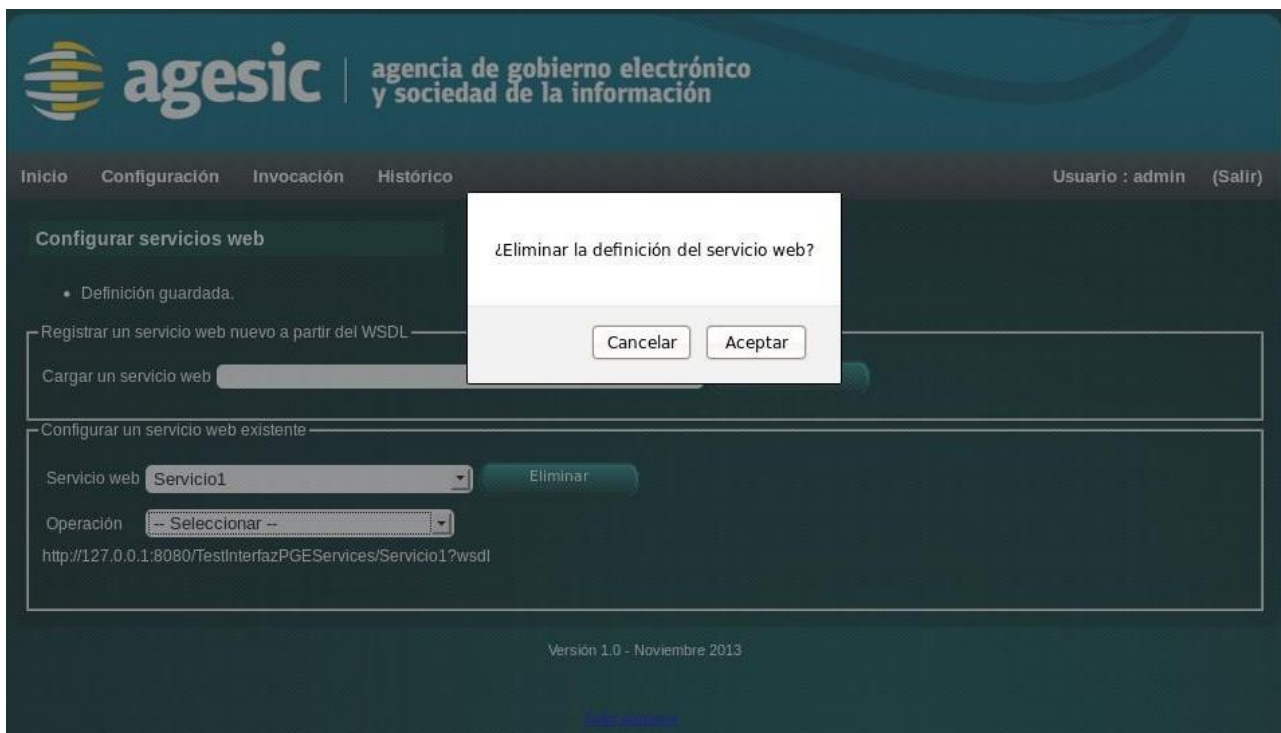 agesic
agencia de gobierno electrónico
y sociedad de la información
Inicio Configuración Invocación Histórico Usuario : admin (Salir)
Configurar servicios web
¿Eliminar la definición del servicio web?
Cancelar Aceptar
• Definición guardada.
Registrar un servicio web nuevo a partir del WSDL
Cargar un servicio web
Configurar un servicio web existente
Servicio web Servicio1 Eliminar
Operación -- Seleccionar --
http://127.0.0.1:8080/TestInterfazPGEServices/Servicio1?wsdl
Versión 1.0 - Noviembre 2013